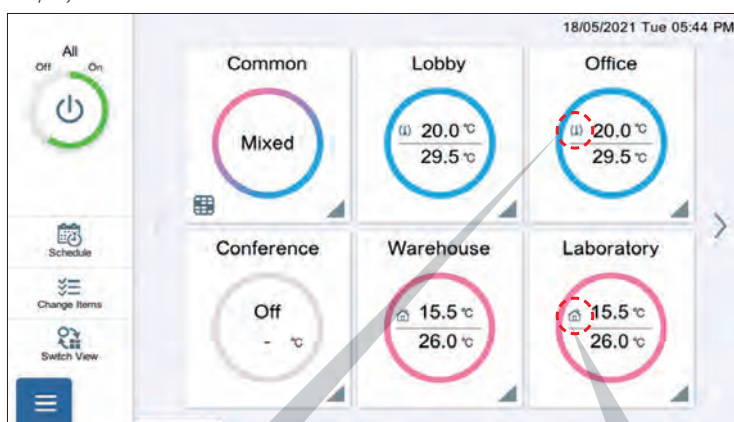 18/05/2021 Tue 05:44 PM
All
Off On
Common
Mixed
Lobby
20.0 ℃
29.5 ℃
Office
20.0 ℃
29.5 ℃
Conference
Off
- ℃
Warehouse
15.5 ℃
26.0 ℃
Laboratory
15.5 ℃
26.0 ℃
Schedule
Change Items
Switch View